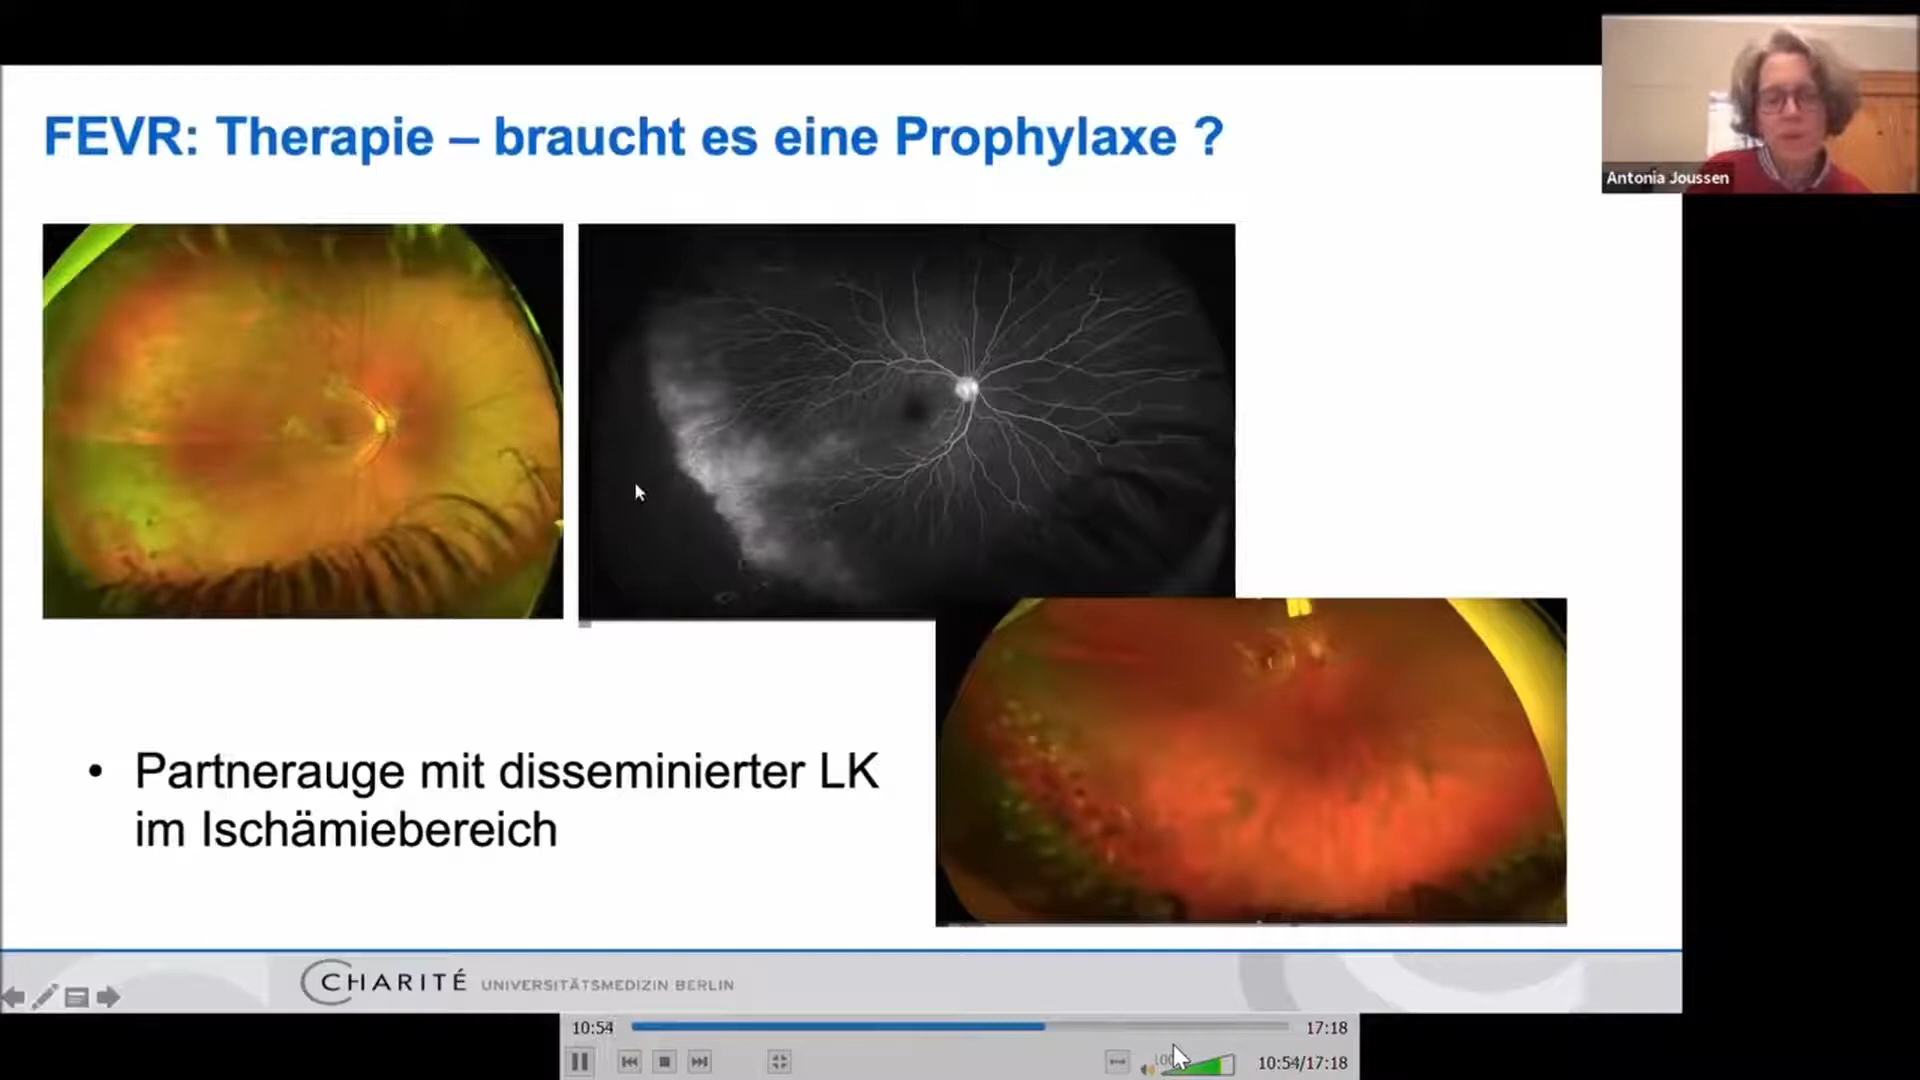 FEVR: Therapie – braucht es eine Prophylaxe ?
Antonia Joussen
• Partnerauge mit disseminierter LK
im Ischämiebereich
CHARITÉ UNIVERSITÄTSMEDIZIN BERLIN
10:54
17:18
100
10:54/17:18